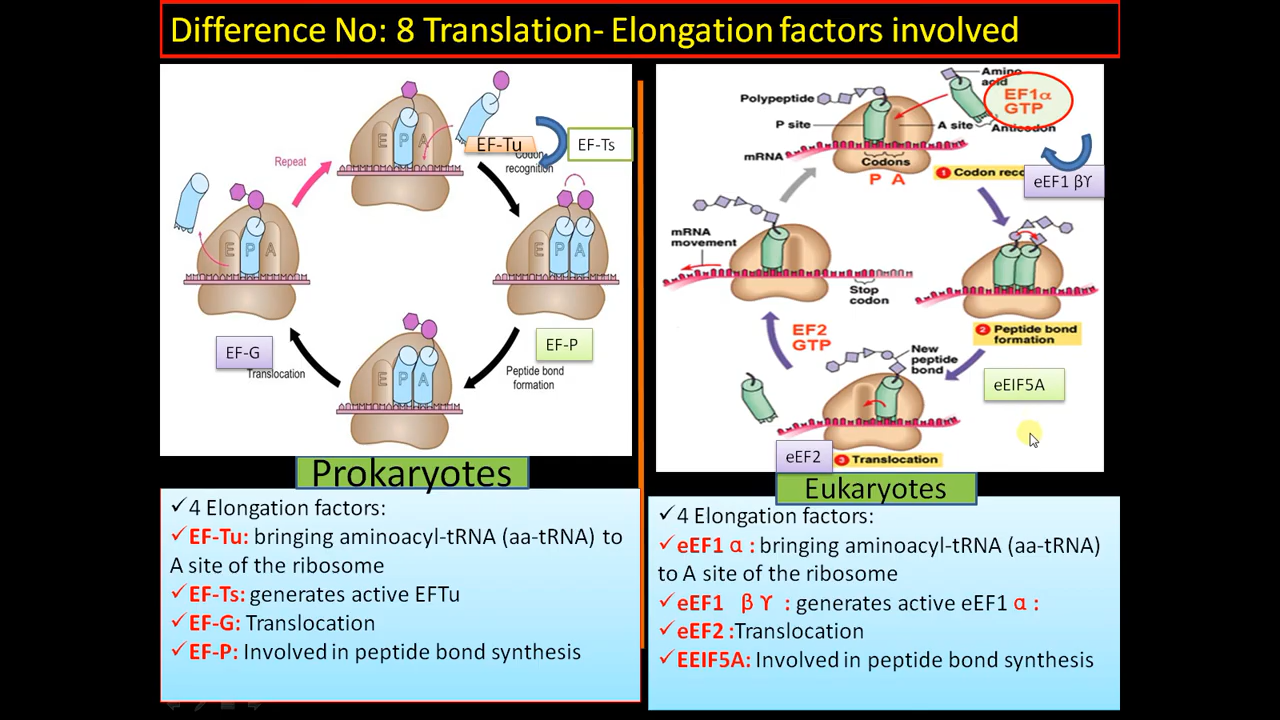 Difference No: 8 Translation- Elongation factors involved
E P A
EF-Tu
EF-Ts
Codon
recognition
Repeat
E P A
E P A
EF-G
Translocation
EF-P
Peptide bond
formation
E P A
Prokaryotes
✓4 Elongation factors:
✓EF-Tu: bringing aminoacyl-tRNA (aa-tRNA) to
A site of the ribosome
✓EF-Ts: generates active EFTu
✓EF-G: Translocation
✓EF-P: Involved in peptide bond synthesis
Amino
acid
EF1α
GTP
Polypeptide
P site
A site
Anticodon
mRNA
Codons
P A
1 Codon reco
eEF1 βϒ
mRNA
movement
Stop
codon
2 Peptide bond
formation
EF2
GTP
New
peptide
bond
eEIF5A
eEF2
3 Translocation
Eukaryotes
✓4 Elongation factors:
✓eEF1 α : bringing aminoacyl-tRNA (aa-tRNA)
to A site of the ribosome
✓eEF1 βϒ : generates active eEF1 α :
✓eEF2 :Translocation
✓EEIF5A: Involved in peptide bond synthesis